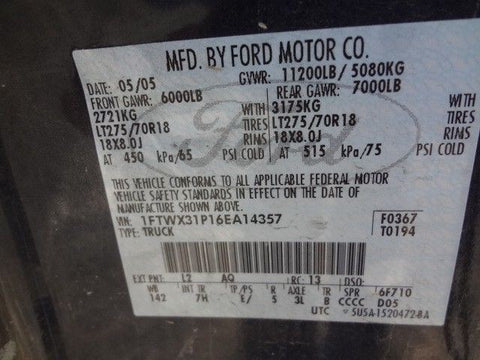 MFD. BY FORD MOTOR CO.
DATE: 05/05 GVWR: 11200LB/ 5080KG
FRONT GAWR: 6000LB REAR GAWR: 7000LB
2721KG WITH 3175KG WITH
LT275/70R18 TIRES LT275/70R18 TIRES
18X8.0J RIMS 18X8.0J RIMS
AT 450 kPa/65 PSI COLD AT 515 kPa/75 PSI COLD
Ford
THIS VEHICLE CONFORMS TO ALL APPLICABLE FEDERAL MOTOR
VEHICLE SAFETY STANDARDS IN EFFECT ON THE DATE OF
MANUFACTURE SHOWN ABOVE.
VIN: 1FTWX31P16EA14357 F0367
TYPE: TRUCK T0194
EXT PNT: L2 AQ RC: 13 DSO:
WB INT TR TP/PS R AXLE TR SPR 6F710
142 7H E/ 5 3L B CCCC D05
UTC 5U5A-1520472-BA